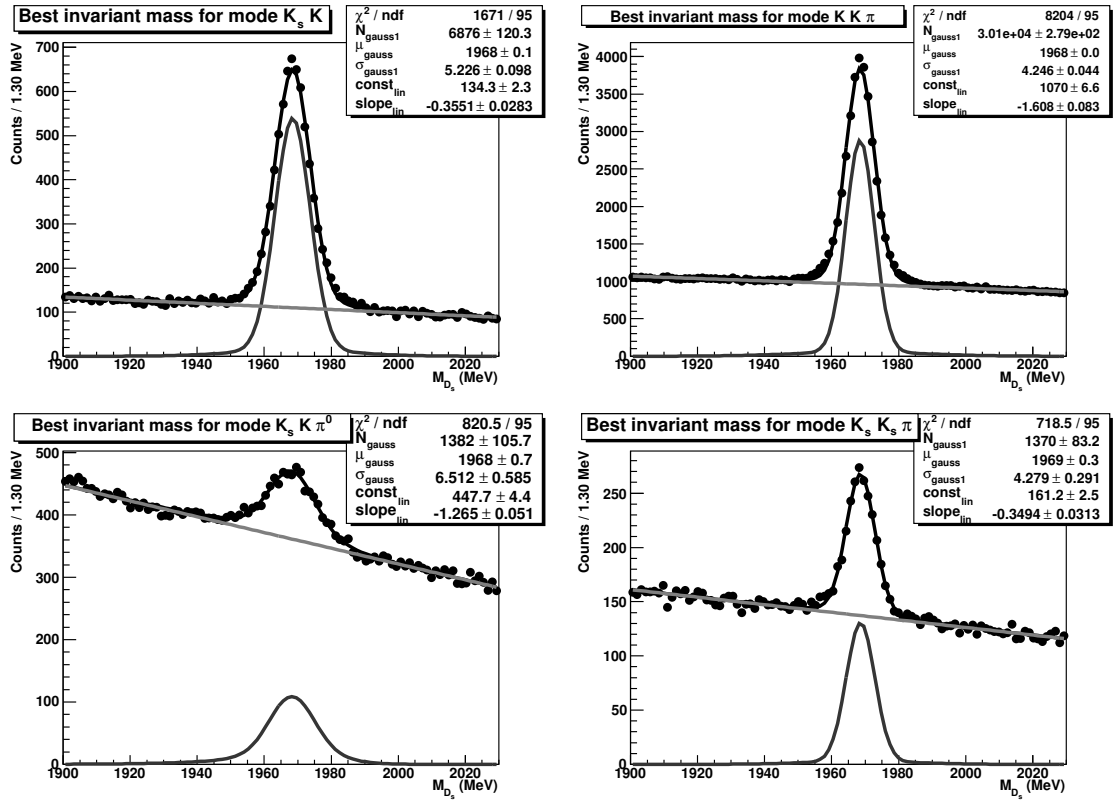 Best invariant mass for mode K_s K
χ² / ndf 1671 / 95
N_gauss1 6876 ± 120.3
μ_gauss 1968 ± 0.1
σ_gauss1 5.226 ± 0.098
const_lin 134.3 ± 2.3
slope_lin -0.3551 ± 0.0283
Counts / 1.30 MeV
700
600
500
400
300
200
100
0
1900 1920 1940 1960 1980 2000 2020
M_Ds (MeV)
Best invariant mass for mode K K π
χ² / ndf 8204 / 95
N_gauss1 3.01e+04 ± 2.79e+02
μ_gauss 1968 ± 0.0
σ_gauss1 4.246 ± 0.044
const_lin 1070 ± 6.6
slope_lin -1.608 ± 0.083
Counts / 1.30 MeV
4000
3500
3000
2500
2000
1500
1000
500
0
1900 1920 1940 1960 1980 2000 2020
M_Ds (MeV)
Best invariant mass for mode K_s K π⁰
χ² / ndf 820.5 / 95
N_gauss 1382 ± 105.7
μ_gauss 1968 ± 0.7
σ_gauss 6.512 ± 0.585
const_lin 447.7 ± 4.4
slope_lin -1.265 ± 0.051
Counts / 1.30 MeV
500
400
300
200
100
0
1900 1920 1940 1960 1980 2000 2020
M_Ds (MeV)
Best invariant mass for mode K_s K_s π
χ² / ndf 718.5 / 95
N_gauss1 1370 ± 83.2
μ_gauss 1969 ± 0.3
σ_gauss1 4.279 ± 0.291
const_lin 161.2 ± 2.5
slope_lin -0.3494 ± 0.0313
Counts / 1.30 MeV
250
200
150
100
50
0
1900 1920 1940 1960 1980 2000 2020
M_Ds (MeV)